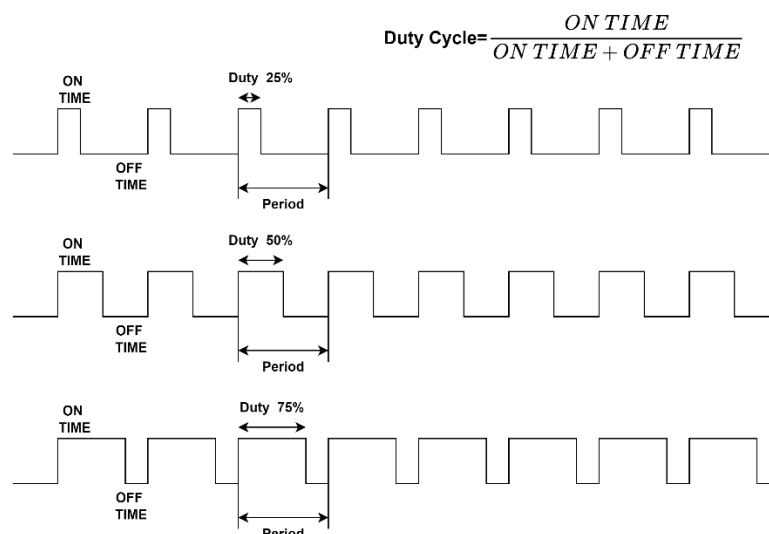 Duty Cycle= ON TIME
ON TIME + OFF TIME
ON
TIME
Duty 25%
OFF
TIME
Period
ON
TIME
Duty 50%
OFF
TIME
Period
ON
TIME
Duty 75%
OFF
TIME
Period